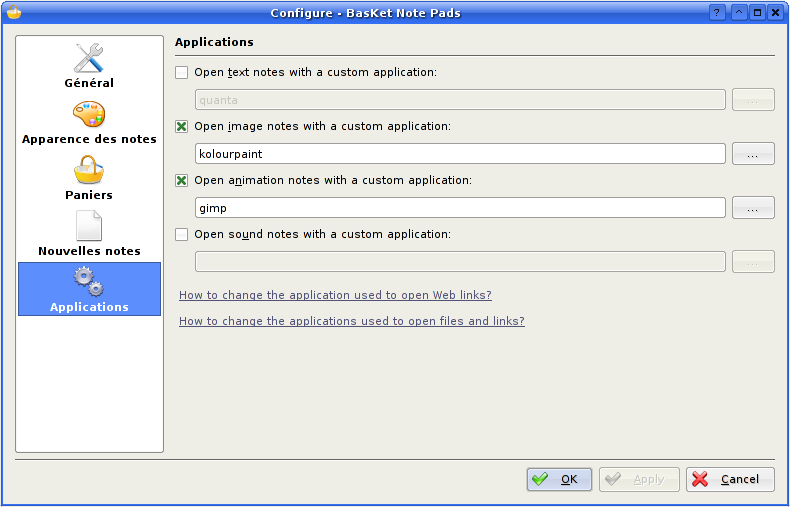 Configure - BasKet Note Pads
?
Général
Apparence des notes
Paniers
Nouvelles notes
Applications
Applications
Open text notes with a custom application:
quanta
...
Open image notes with a custom application:
kolourpaint
...
Open animation notes with a custom application:
gimp
...
Open sound notes with a custom application:
...
How to change the application used to open Web links?
How to change the applications used to open files and links?
OK
Apply
Cancel